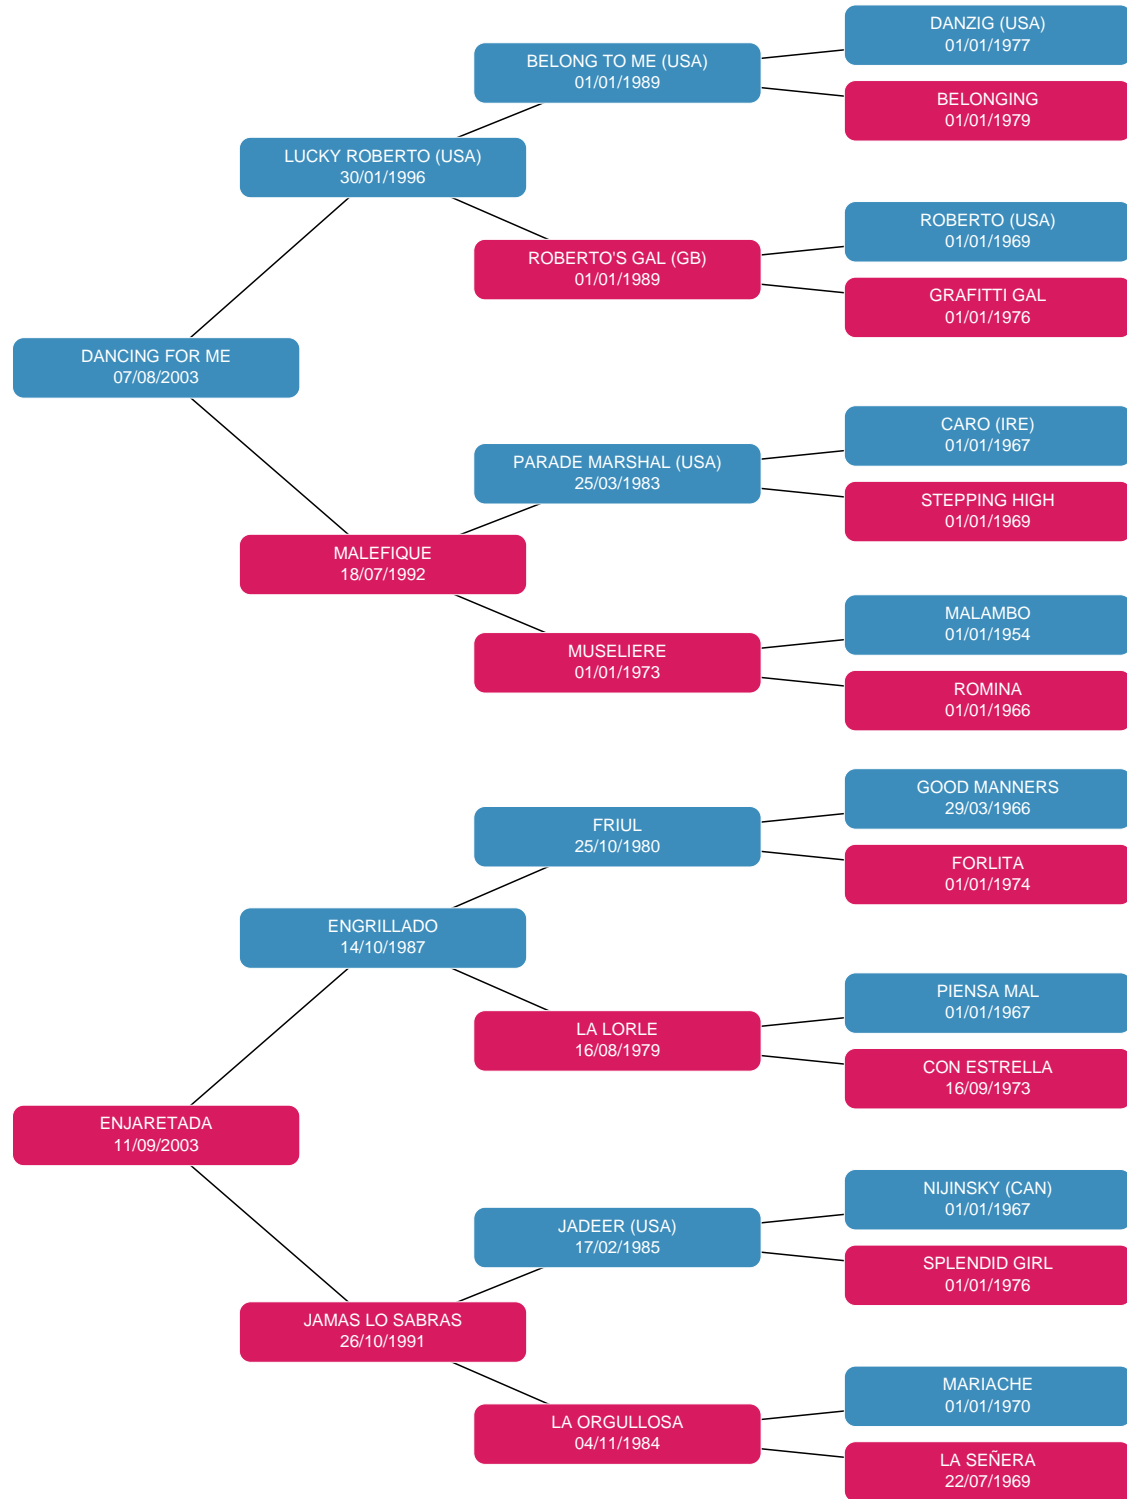 DANZIG (USA)
01/01/1977
BELONG TO ME (USA)
01/01/1989
BELONGING
01/01/1979
LUCKY ROBERTO (USA)
30/01/1996
ROBERTO (USA)
01/01/1969
ROBERTO'S GAL (GB)
01/01/1989
GRAFITTI GAL
01/01/1976
DANCING FOR ME
07/08/2003
CARO (IRE)
01/01/1967
PARADE MARSHAL (USA)
25/03/1983
STEPPING HIGH
01/01/1969
MALEFIQUE
18/07/1992
MALAMBO
01/01/1954
MUSELIERE
01/01/1973
ROMINA
01/01/1966
GOOD MANNERS
29/03/1966
FRIUL
25/10/1980
FORLITA
01/01/1974
ENGRILLADO
14/10/1987
PIENSA MAL
01/01/1967
LA LORLE
16/08/1979
CON ESTRELLA
16/09/1973
ENJARETADA
11/09/2003
NIJINSKY (CAN)
01/01/1967
JADEER (USA)
17/02/1985
SPLENDID GIRL
01/01/1976
JAMAS LO SABRAS
26/10/1991
MARIACHE
01/01/1970
LA ORGULLOSA
04/11/1984
LA SEÑERA
22/07/1969